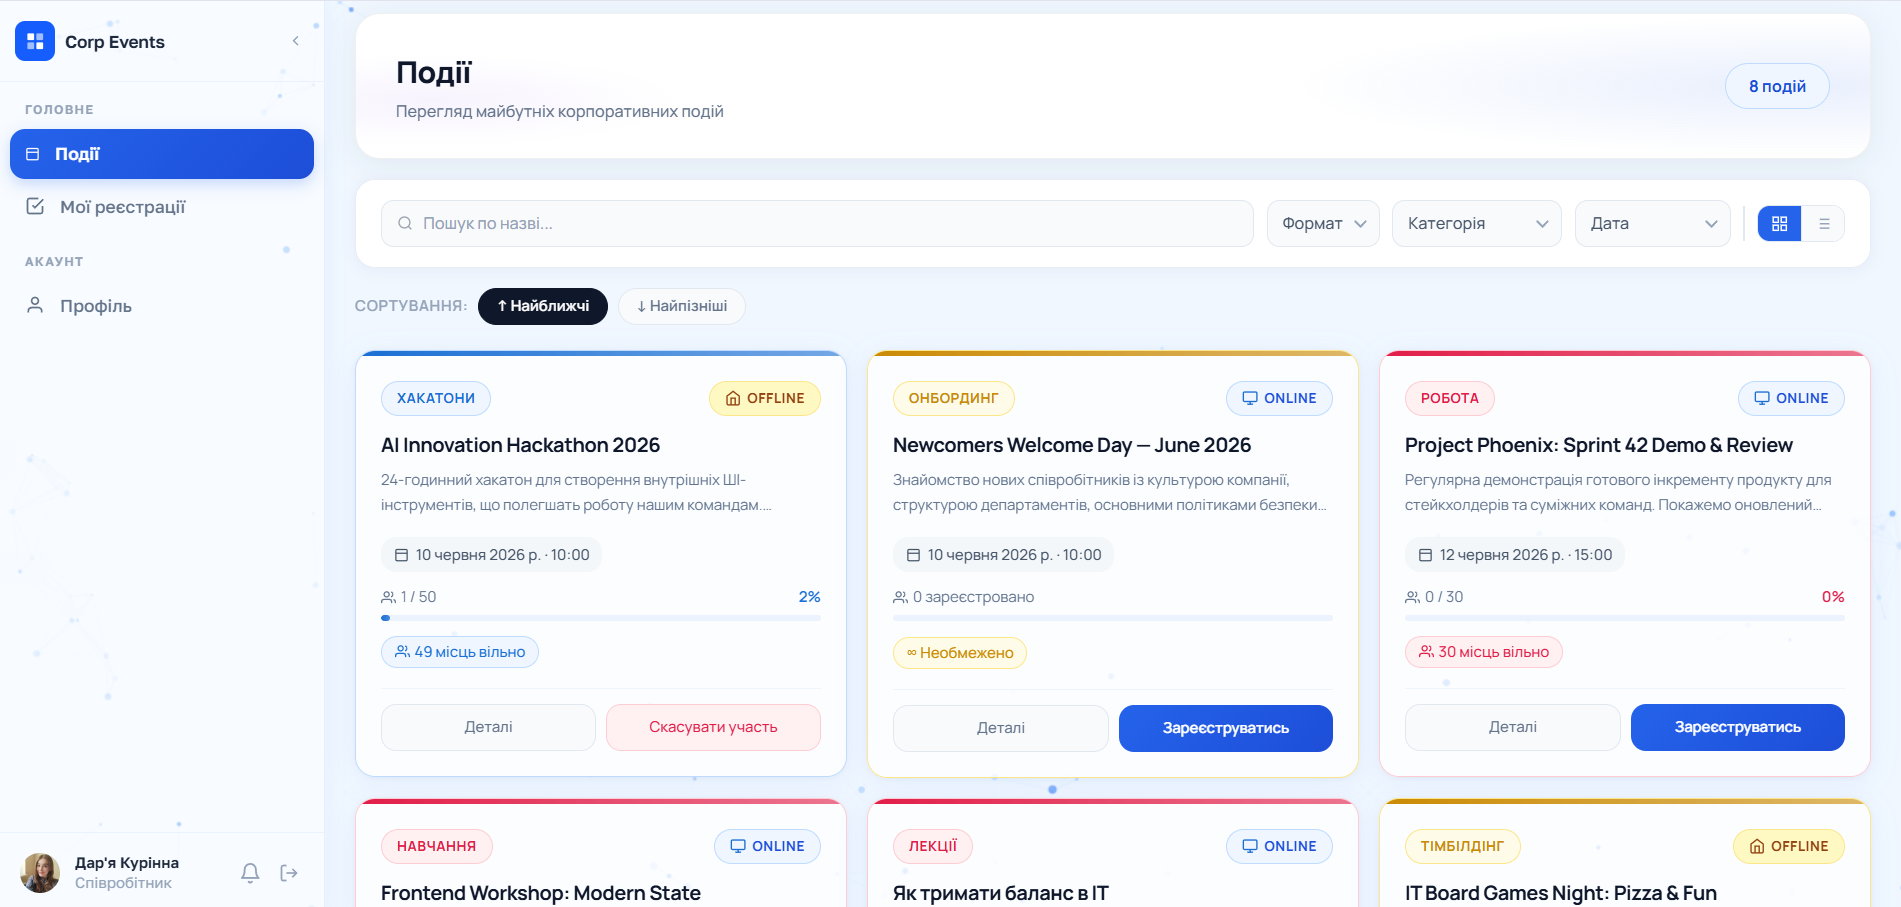 Corp Events
ГОЛОВНЕ
Події
Мої реєстрації
АКАУНТ
Профіль
Дар'я Курінна
Співробітник
Події
Перегляд майбутніх корпоративних подій
8 подій
Пошук по назві...
Формат
Категорія
Дата
СОРТУВАННЯ:
↑ Найближчі
↓ Найпізніші
ХАКАТОНИ
OFFLINE
AI Innovation Hackathon 2026
24-годинний хакатон для створення внутрішніх ШІ-
інструментів, що полегшать роботу нашим командам....
10 червня 2026 р. · 10:00
1 / 50
2%
49 місць вільно
Деталі
Скасувати участь
ОНБОРДИНГ
ONLINE
Newcomers Welcome Day — June 2026
Знайомство нових співробітників із культурою компанії,
структурою департаментів, основними політиками безпеки...
10 червня 2026 р. · 10:00
0 зареєстровано
∞ Необмежено
Деталі
Зареєструватись
РОБОТА
ONLINE
Project Phoenix: Sprint 42 Demo & Review
Регулярна демонстрація готового інкременту продукту для
стейкхолдерів та суміжних команд. Покажемо оновлений...
12 червня 2026 р. · 15:00
0 / 30
0%
30 місць вільно
Деталі
Зареєструватись
НАВЧАННЯ
ONLINE
Frontend Workshop: Modern State
ЛЕКЦІЇ
ONLINE
Як тримати баланс в IT
ТІМБІЛДІНГ
OFFLINE
IT Board Games Night: Pizza & Fun